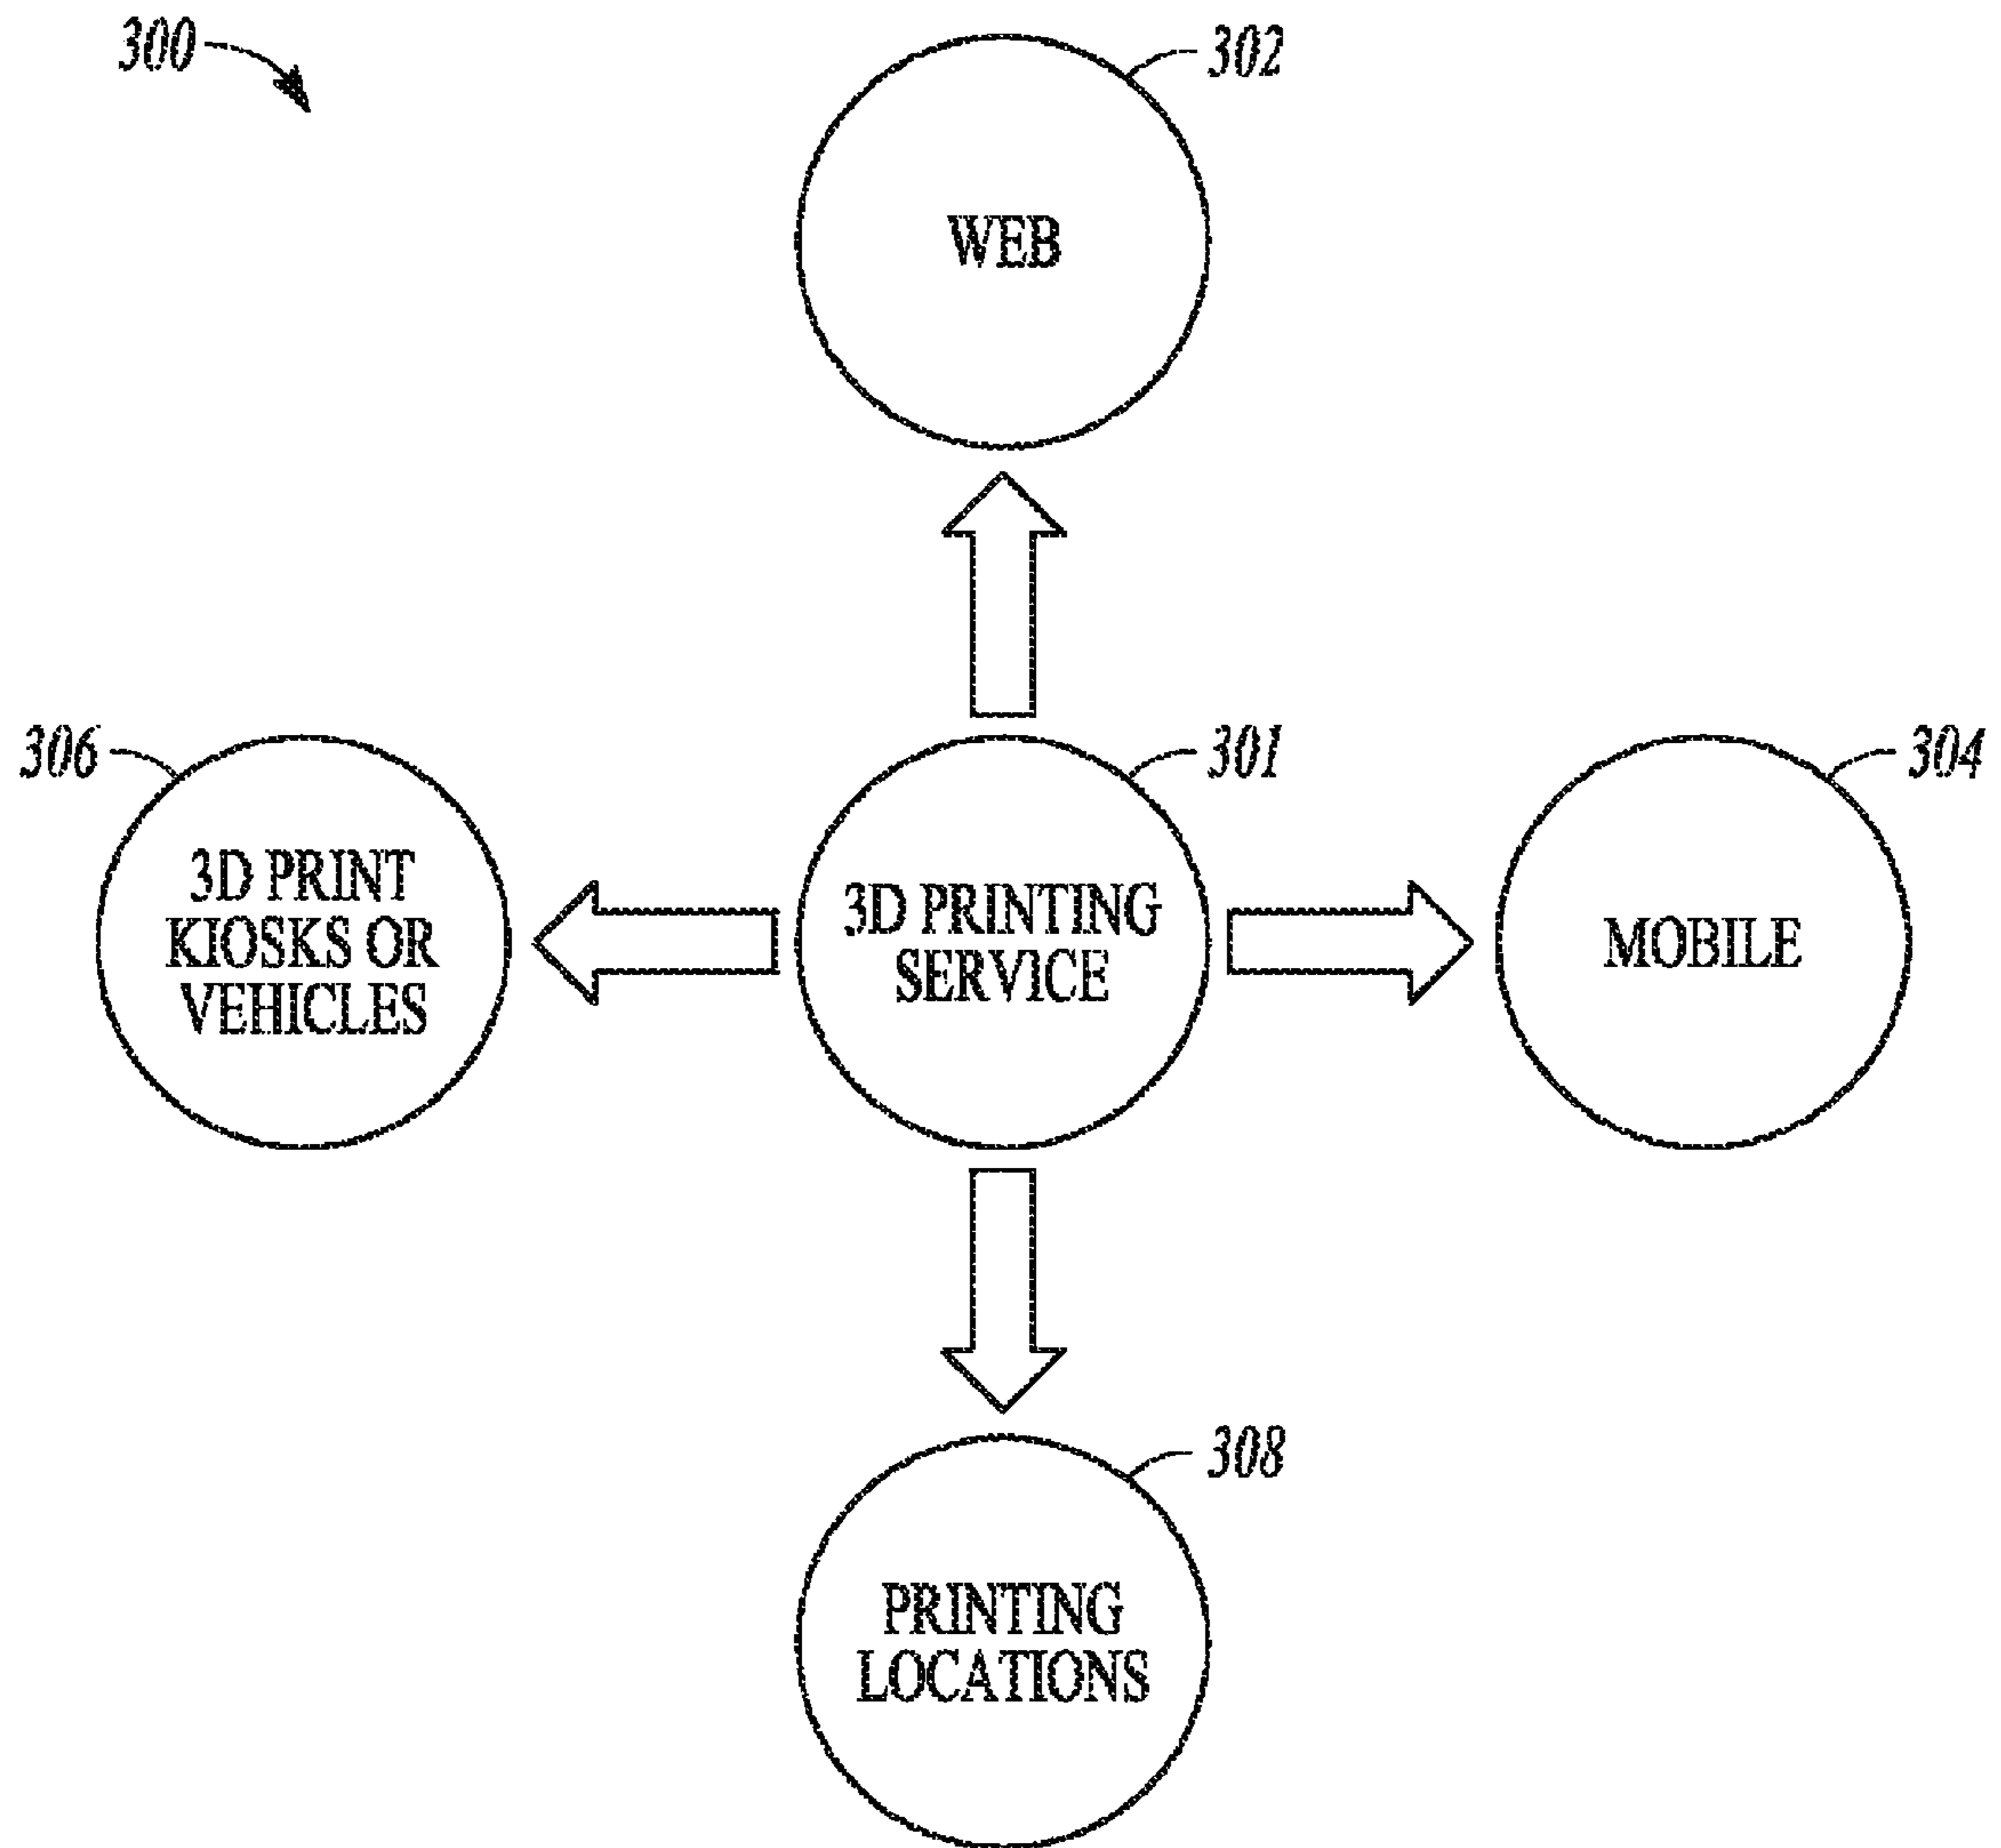 300
302
WEB
306
301
304
3D PRINT
KIOSKS OR
VEHICLES
3D PRINTING
SERVICE
MOBILE
308
PRINTING
LOCATIONS